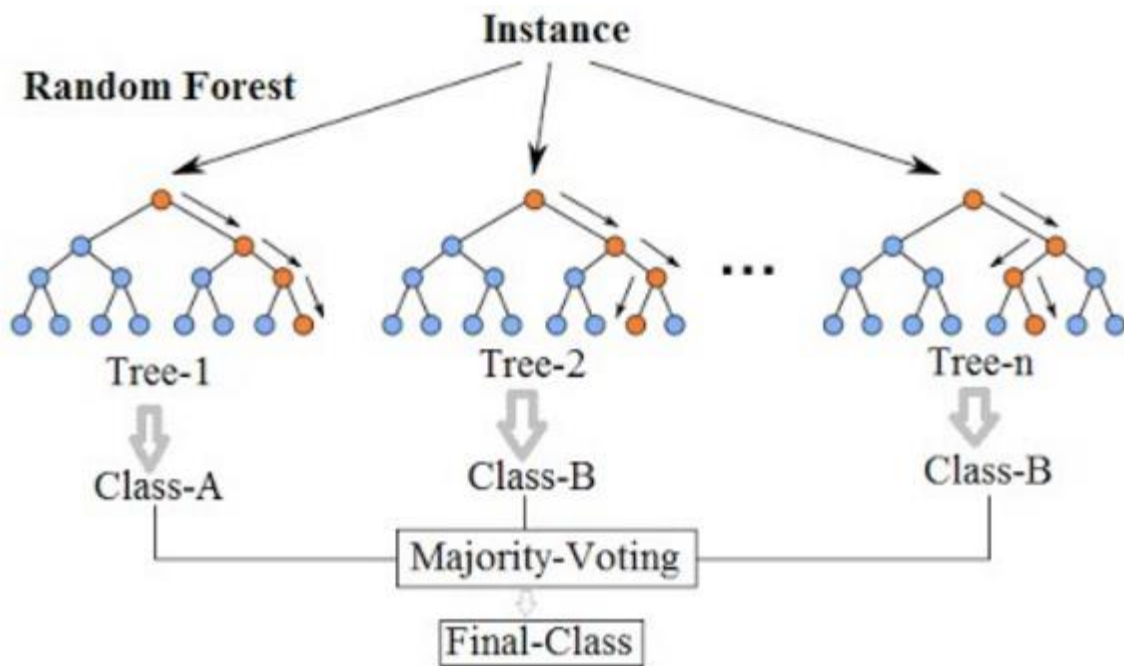 Instance
Random Forest
...
Tree-1
Tree-2
Tree-n
Class-A
Class-B
Class-B
Majority-Voting
Final-Class